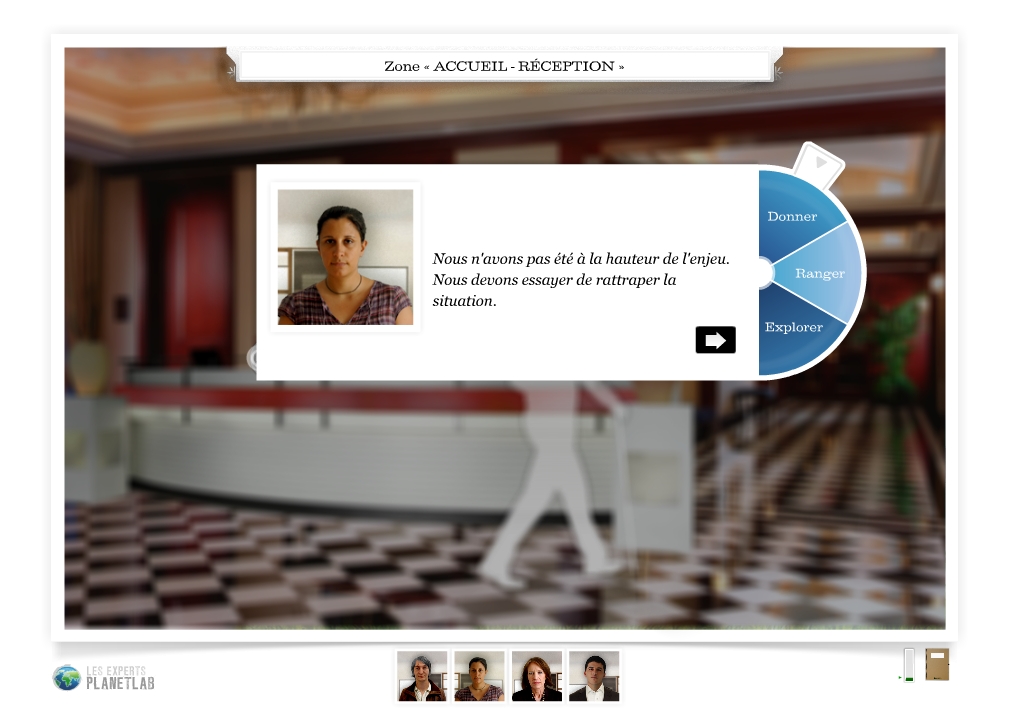 Zone « ACCUEIL - RÉCEPTION »
Nous n'avons pas été à la hauteur de l'enjeu.
Nous devons essayer de rattraper la
situation.
Donner
Ranger
Explorer
LES EXPERTS
PLANETLAB